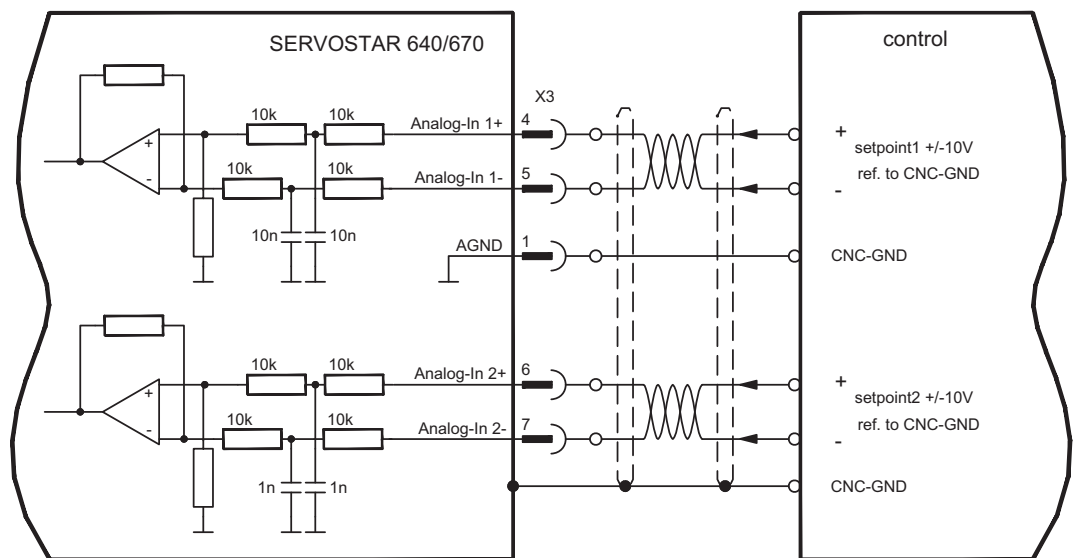 SERVOSTAR 640/670
control
X3
10k 10k Analog-In 1+ 4
+
setpoint1 +/-10V
ref. to CNC-GND
-
+
-
10k 10k Analog-In 1- 5
10n 10n
AGND 1
CNC-GND
10k 10k Analog-In 2+ 6
+
setpoint2 +/-10V
ref. to CNC-GND
-
+
-
10k 10k Analog-In 2- 7
1n 1n
CNC-GND